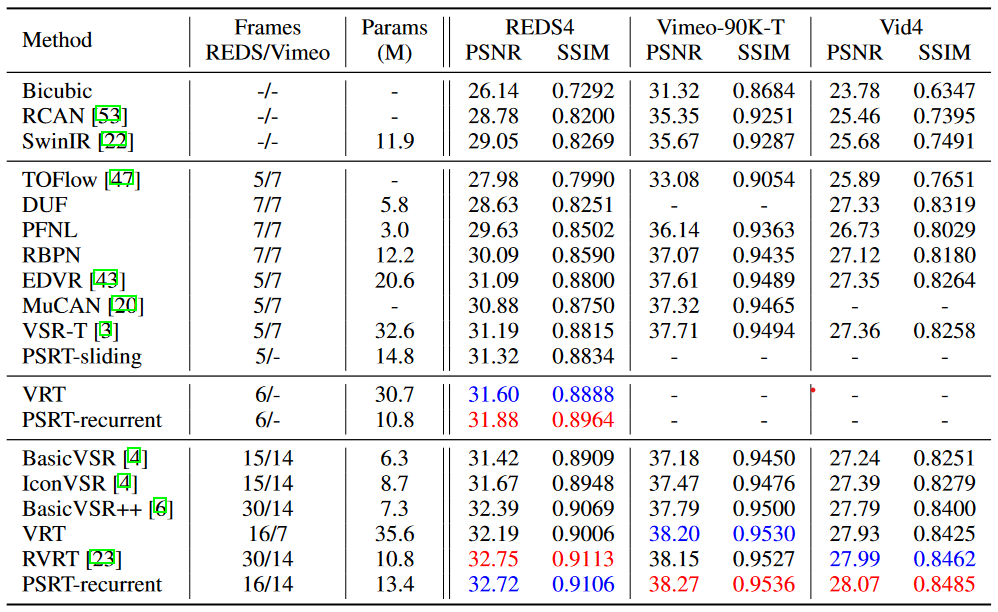 Method Frames REDS/Vimeo Params (M) REDS4 PSNR SSIM Vimeo-90K-T PSNR SSIM Vid4 PSNR SSIM
Bicubic -/- - 26.14 0.7292 31.32 0.8684 23.78 0.6347
RCAN [53] -/- - 28.78 0.8200 35.35 0.9251 25.46 0.7395
SwinIR [22] -/- 11.9 29.05 0.8269 35.67 0.9287 25.68 0.7491
TOFlow [47] 5/7 - 27.98 0.7990 33.08 0.9054 25.89 0.7651
DUF 7/7 5.8 28.63 0.8251 - - 27.33 0.8319
PFNL 7/7 3.0 29.63 0.8502 36.14 0.9363 26.73 0.8029
RBPN 7/7 12.2 30.09 0.8590 37.07 0.9435 27.12 0.8180
EDVR [43] 5/7 20.6 31.09 0.8800 37.61 0.9489 27.35 0.8264
MuCAN [20] 5/7 - 30.88 0.8750 37.32 0.9465 - -
VSR-T [3] 5/7 32.6 31.19 0.8815 37.71 0.9494 27.36 0.8258
PSRT-sliding 5/- 14.8 31.32 0.8834 - - - -
VRT 6/- 30.7 31.60 0.8888 - - - -
PSRT-recurrent 6/- 10.8 31.88 0.8964 - - - -
BasicVSR [4] 15/14 6.3 31.42 0.8909 37.18 0.9450 27.24 0.8251
IconVSR [4] 15/14 8.7 31.67 0.8948 37.47 0.9476 27.39 0.8279
BasicVSR++ [6] 30/14 7.3 32.39 0.9069 37.79 0.9500 27.79 0.8400
VRT 16/7 35.6 32.19 0.9006 38.20 0.9530 27.93 0.8425
RVRT [23] 30/14 10.8 32.75 0.9113 38.15 0.9527 27.99 0.8462
PSRT-recurrent 16/14 13.4 32.72 0.9106 38.27 0.9536 28.07 0.8485